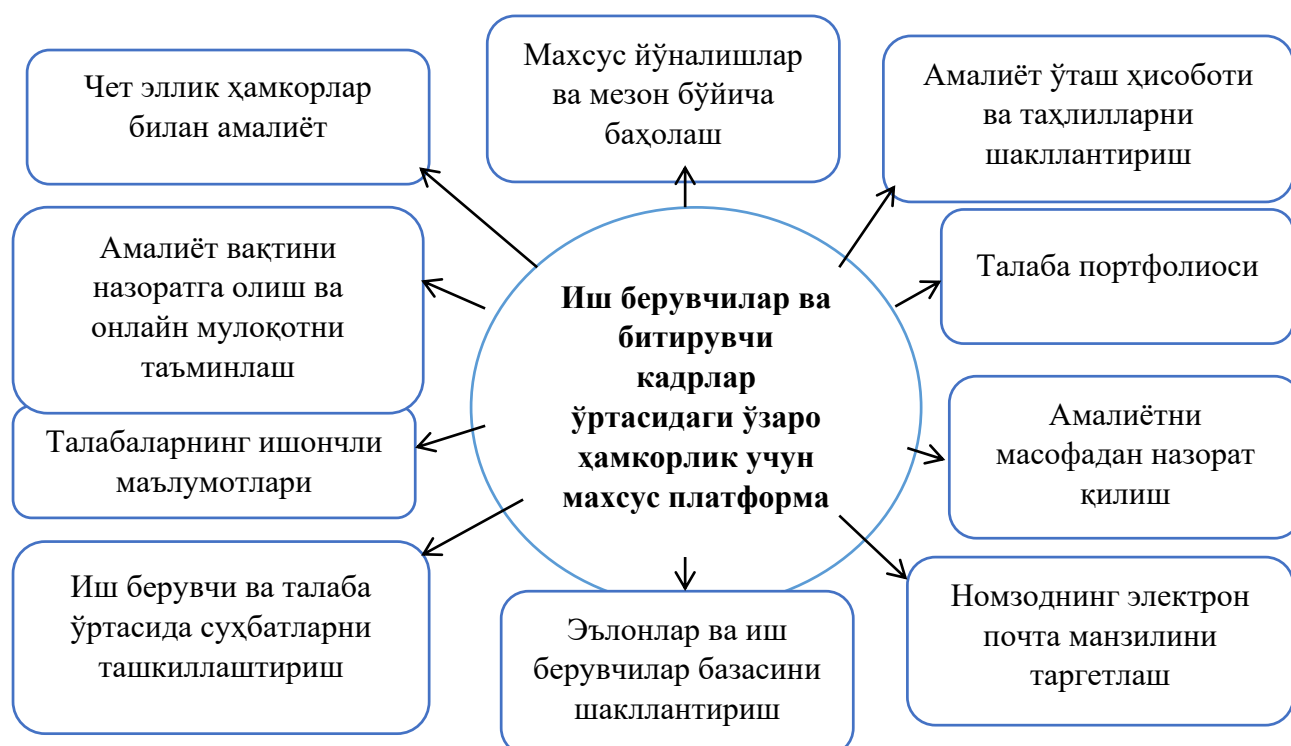 Чет эллик ҳамкорлар
билан амалиёт
Махсус йўналишлар
ва мезон бўйича
баҳолаш
Амалиёт ўташ ҳисоботи
ва таҳлилларни
шакллантириш
Амалиёт вақтини
назоратга олиш ва
онлайн мулоқотни
таъминлаш
Талаба портфолиоси
Иш берувчилар ва
битирувчи
кадрлар
ўртасидаги ўзаро
ҳамкорлик учун
махсус платформа
Талабаларнинг ишончли
маълумотлари
Амалиётни
масофадан назорат
қилиш
Иш берувчи ва талаба
ўртасида суҳбатларни
ташкиллаштириш
Эълонлар ва иш
берувчилар базасини
шакллантириш
Номзоднинг электрон
почта манзилини
таргетлаш